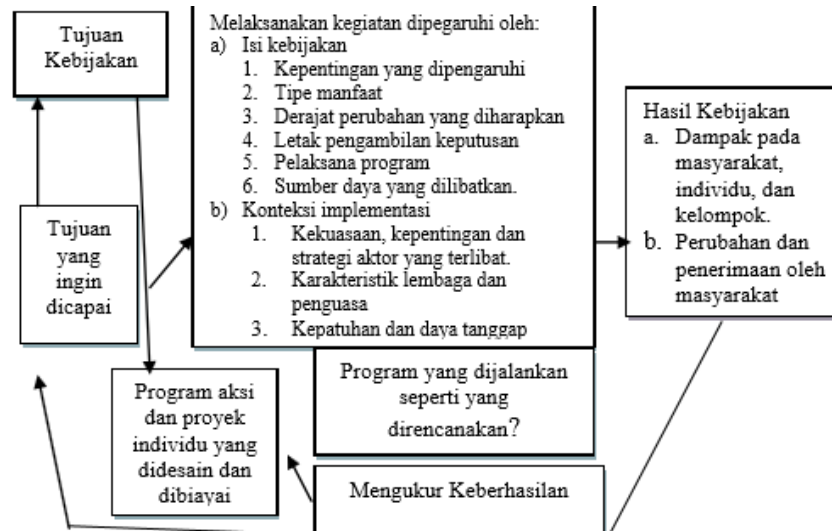 Tujuan
Kebijakan
Melaksanakan kegiatan dipegaruhi oleh:
a) Isi kebijakan
1. Kepentingan yang dipengaruhi
2. Tipe manfaat
3. Derajat perubahan yang diharapkan
4. Letak pengambilan keputusan
5. Pelaksana program
6. Sumber daya yang dilibatkan.
b) Konteksi implementasi
1. Kekuasaan, kepentingan dan
strategi aktor yang terlibat.
2. Karakteristik lembaga dan
penguasa
3. Kepatuhan dan daya tanggap
Hasil Kebijakan
a. Dampak pada
masyarakat,
individu, dan
kelompok.
b. Perubahan dan
penerimaan oleh
masyarakat
Tujuan
yang
ingin
dicapai
Program aksi
dan proyek
individu yang
didesain dan
dibiayai
Program yang dijalankan
seperti yang
direncanakan?
Mengukur Keberhasilan